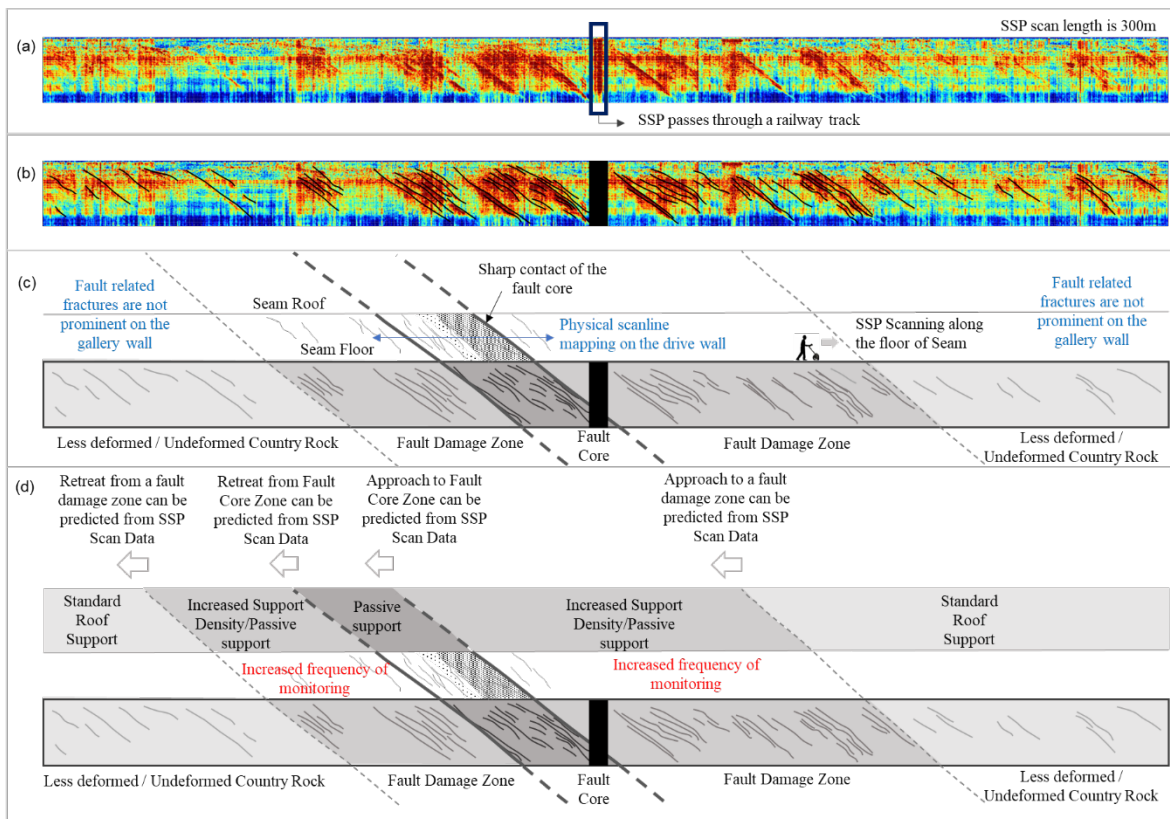 (a)
SSP scan length is 300m
SSP passes through a railway track
(b)
(c)
Fault related
fractures are not
prominent on the
gallery wall
Seam Roof
Seam Floor
Sharp contact of the
fault core
Physical scanline
mapping on the drive wall
SSP Scanning along
the floor of Seam
Fault related
fractures are not
prominent on the
gallery wall
Less deformed / Undeformed Country Rock
Fault Damage Zone
Fault
Core
Fault Damage Zone
Less deformed /
Undeformed Country Rock
(d)
Retreat from a fault
damage zone can be
predicted from SSP
Scan Data
Retreat from Fault
Core Zone can be
predicted from SSP
Scan Data
Approach to Fault
Core Zone can be
predicted from SSP
Scan Data
Approach to a fault
damage zone can be
predicted from SSP
Scan Data
Standard
Roof
Support
Increased Support
Density/Passive
support
Passive
support
Increased Support
Density/Passive
support
Standard
Roof
Support
Increased frequency of
monitoring
Increased frequency of
monitoring
Less deformed / Undeformed Country Rock
Fault Damage Zone
Fault
Core
Fault Damage Zone
Less deformed /
Undeformed Country Rock